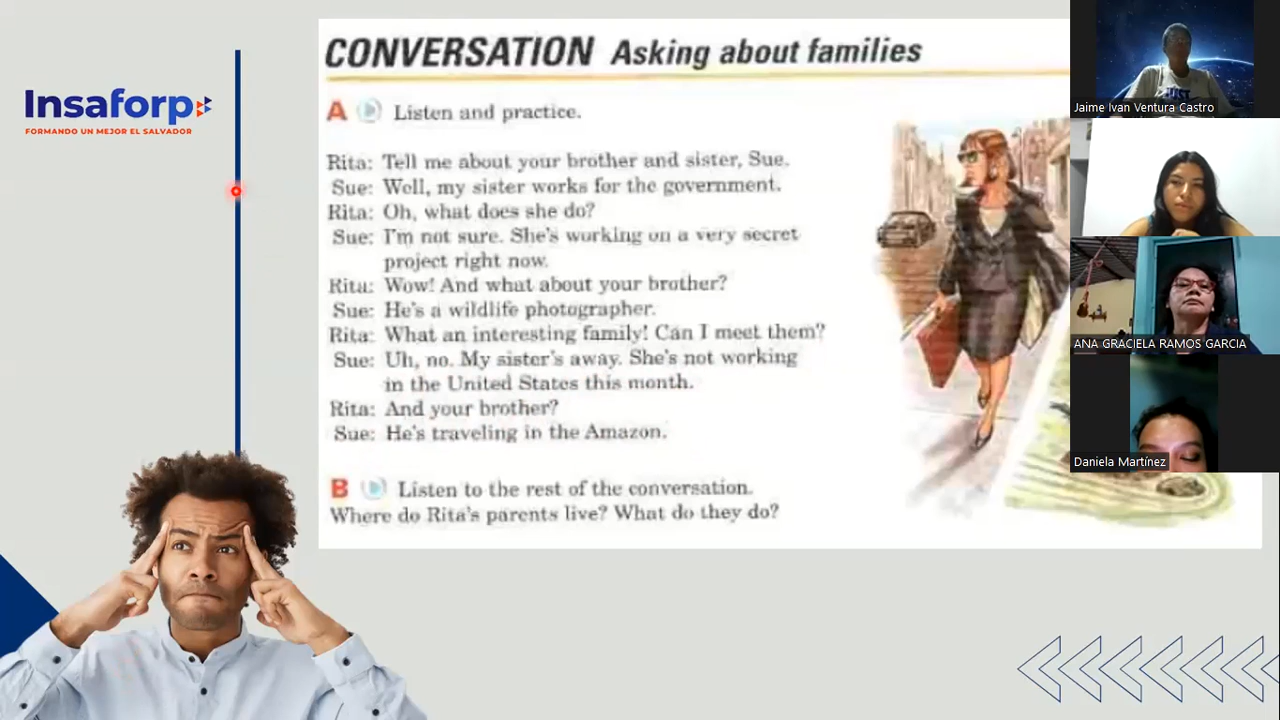 Insaforp
FORMANDO UN MEJOR EL SALVADOR
CONVERSATION Asking about families
A Listen and practice.
Rita: Tell me about your brother and sister, Sue.
Sue: Well, my sister works for the government.
Rita: Oh, what does she do?
Sue: I'm not sure. She's working on a very secret
project right now.
Rita: Wow! And what about your brother?
Sue: He's a wildlife photographer.
Rita: What an interesting family! Can I meet them?
Sue: Uh, no. My sister's away. She's not working
in the United States this month.
Rita: And your brother?
Sue: He's traveling in the Amazon.
B Listen to the rest of the conversation.
Where do Rita's parents live? What do they do?
Jaime Ivan Ventura Castro
ANA GRACIELA RAMOS GARCIA
Daniela Martínez